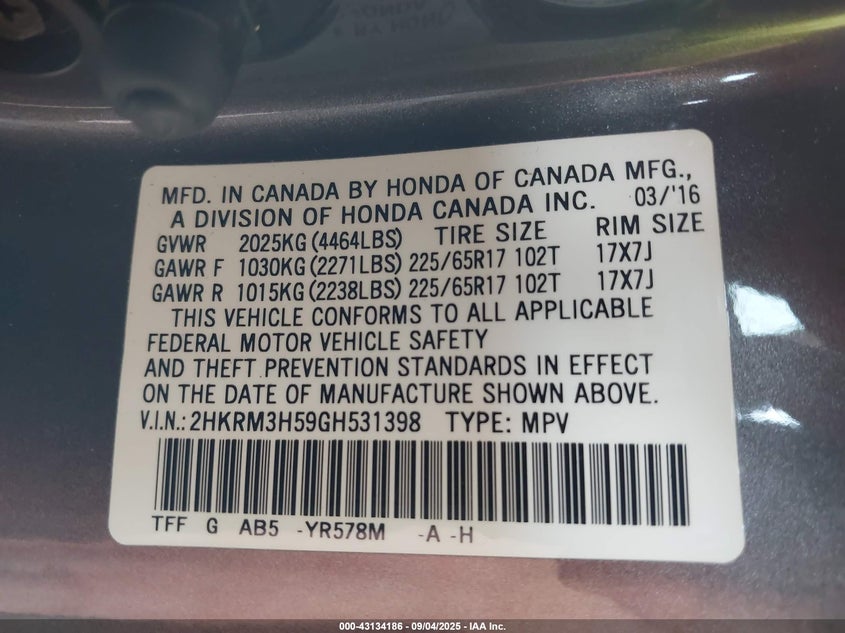 MFD. IN CANADA BY HONDA OF CANADA MFG.,
A DIVISION OF HONDA CANADA INC. 03/'16
GVWR 2025KG (4464LBS) TIRE SIZE RIM SIZE
GAWR F 1030KG (2271LBS) 225/65R17 102T 17X7J
GAWR R 1015KG (2238LBS) 225/65R17 102T 17X7J
THIS VEHICLE CONFORMS TO ALL APPLICABLE
FEDERAL MOTOR VEHICLE SAFETY
AND THEFT PREVENTION STANDARDS IN EFFECT
ON THE DATE OF MANUFACTURE SHOWN ABOVE.
V.I.N.: 2HKRM3H59GH531398 TYPE: MPV
TFF G AB5 -YR578M -A -H
000-43134186 - 09/04/2025 - IAA Inc.